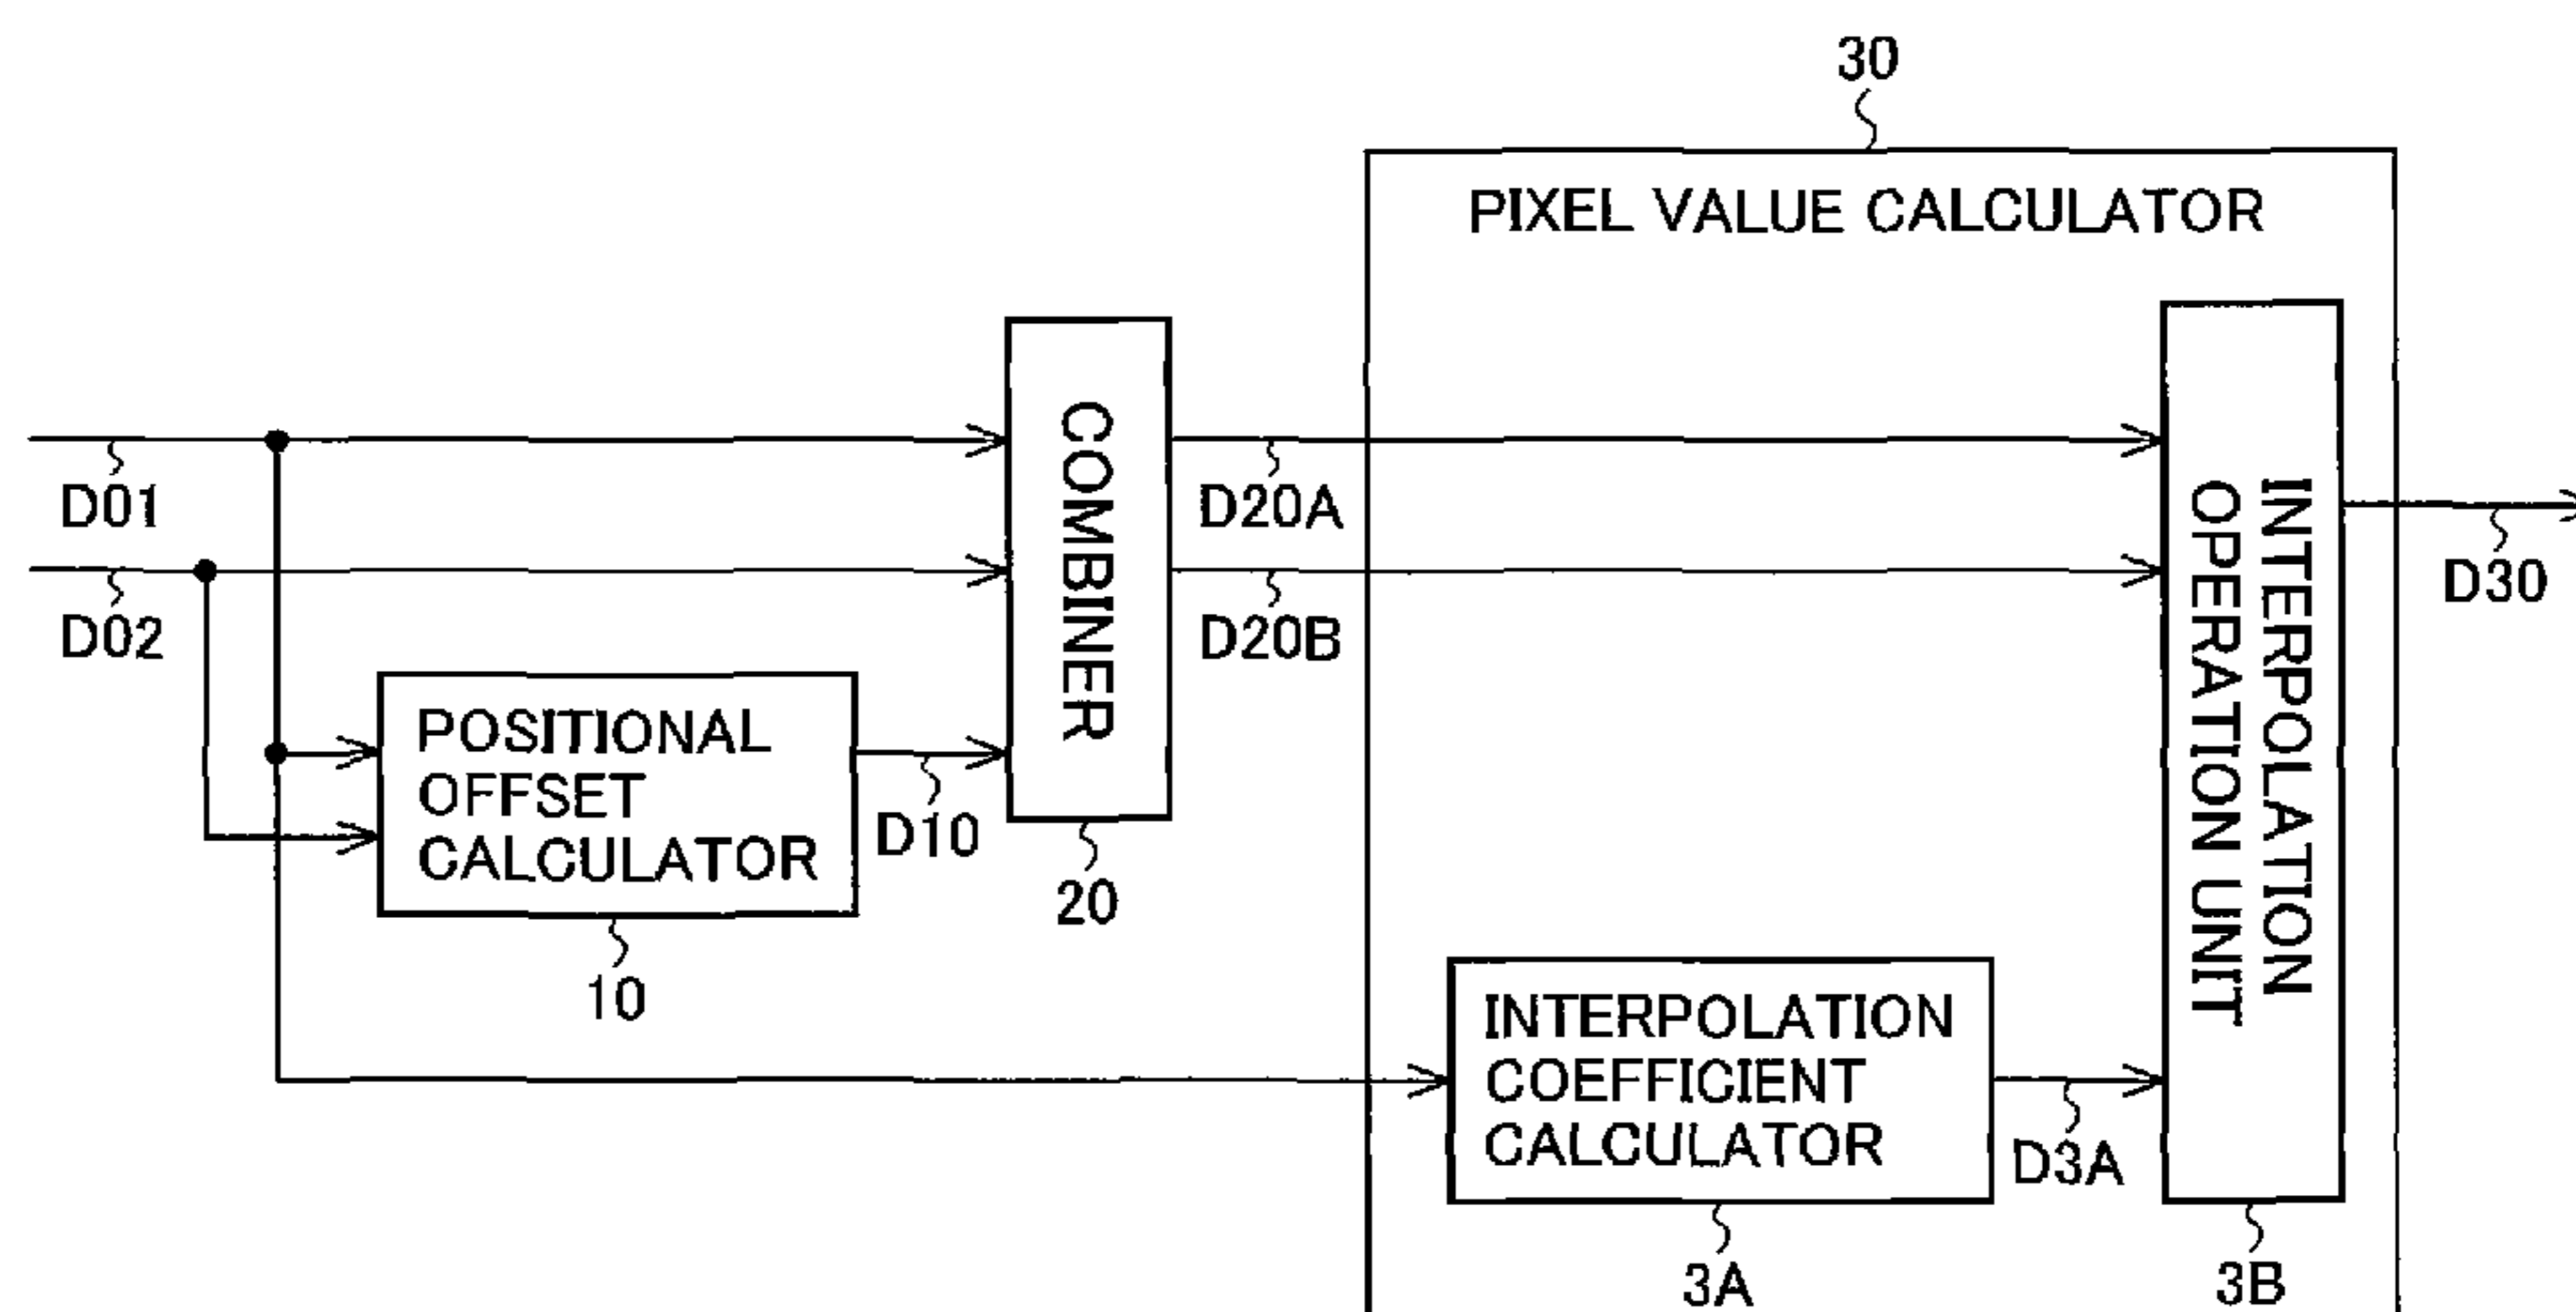 30
PIXEL VALUE CALCULATOR
COMBINER
D01
D20A
INTERPOLATION
OPERATION UNIT
D30
D02
D20B
POSITIONAL
OFFSET
CALCULATOR
D10
20
10
INTERPOLATION
COEFFICIENT
CALCULATOR
D3A
3A
3B